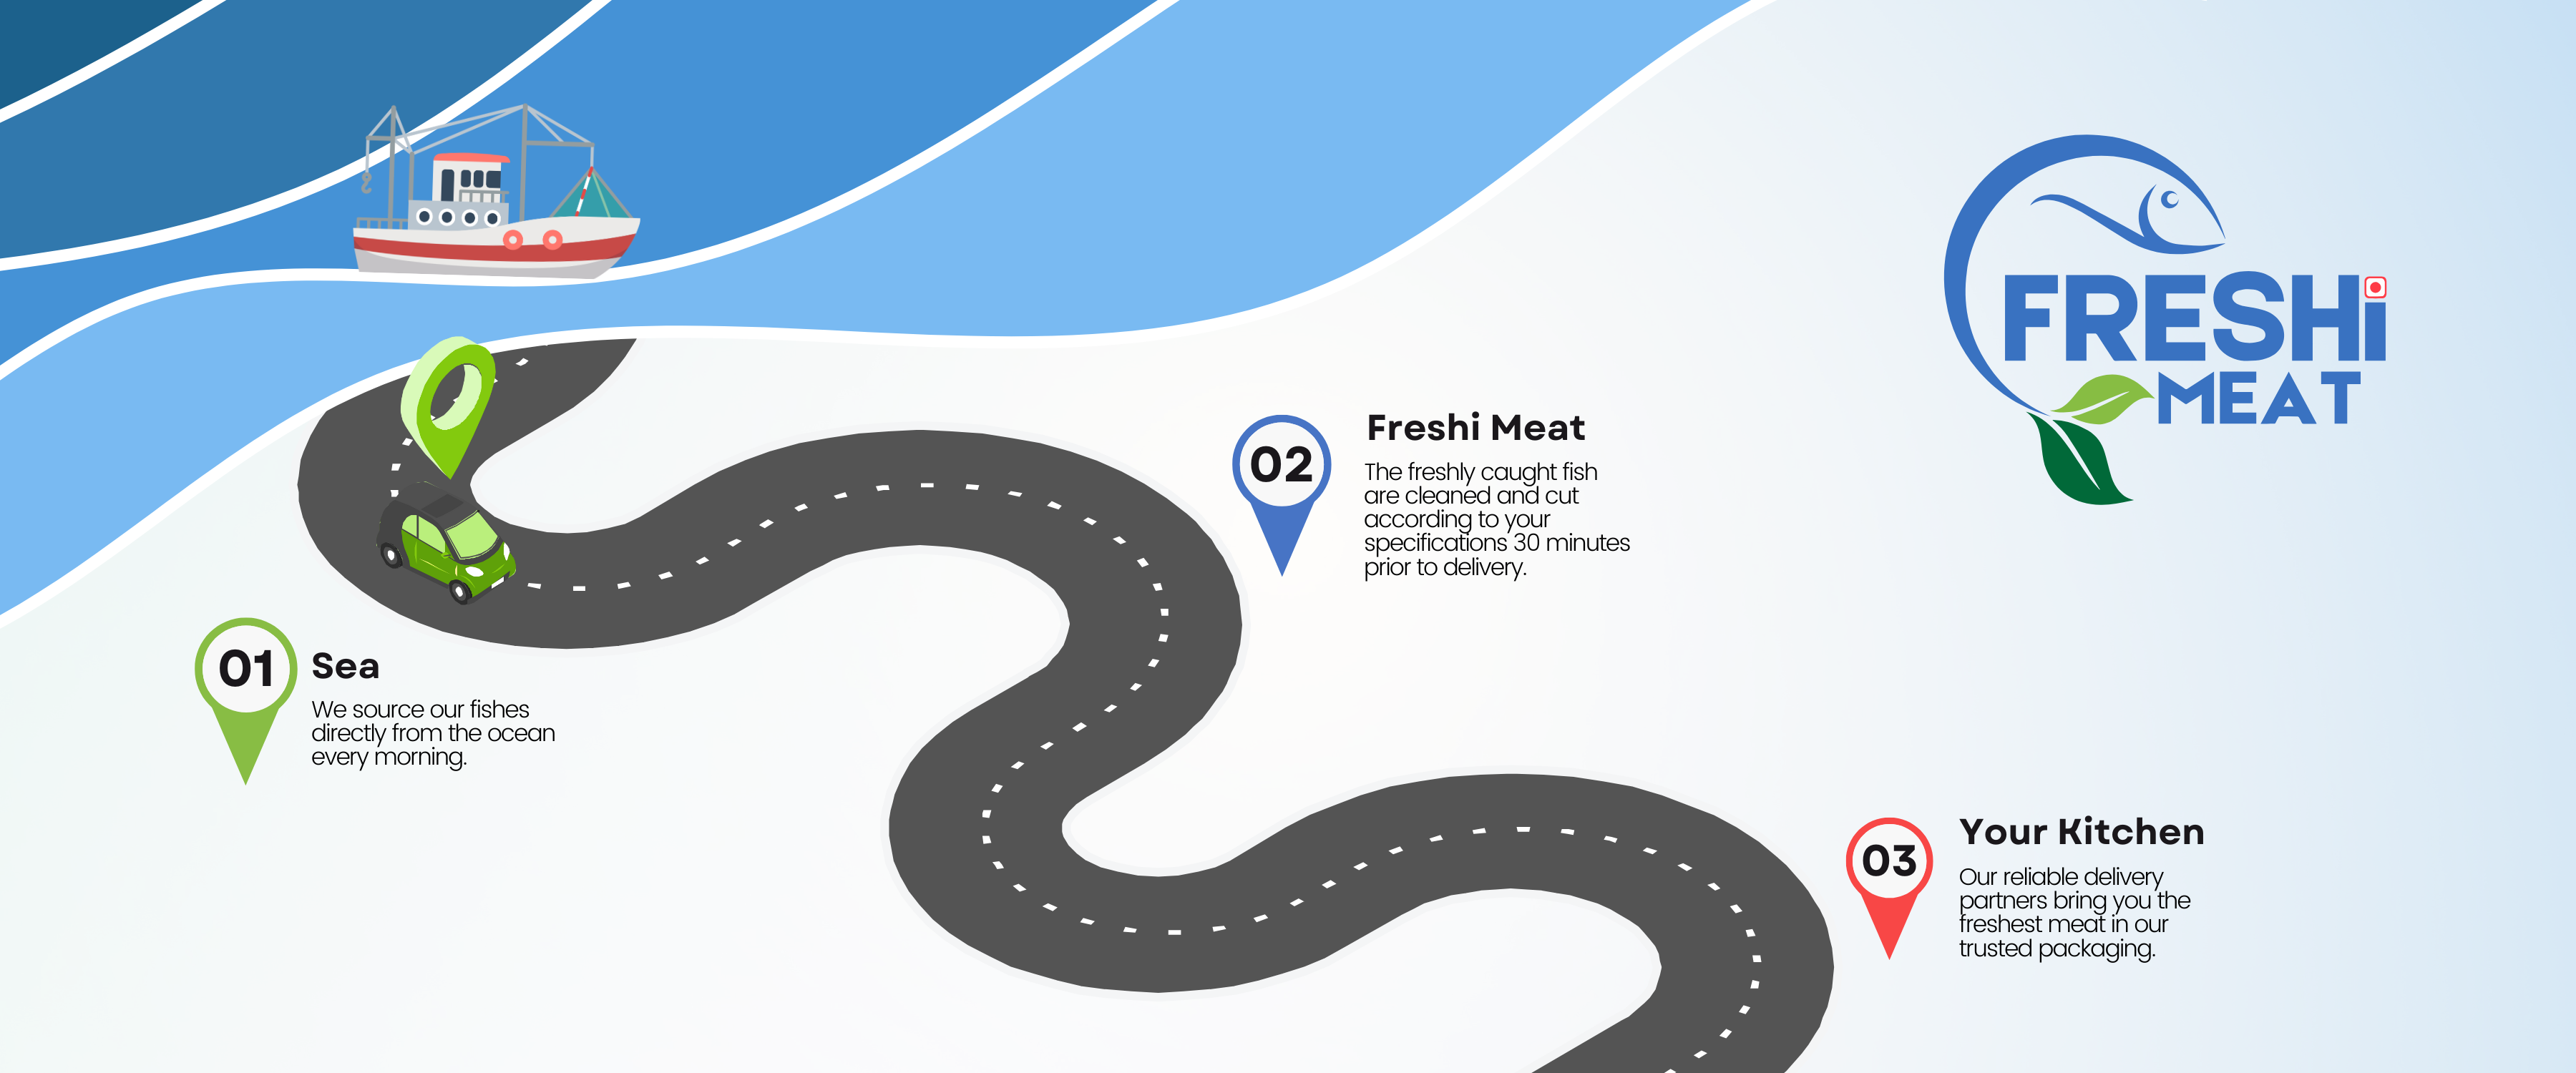 FRESHi
MEAT
01
Sea
We source our fishes
directly from the ocean
every morning.
02
Freshi Meat
The freshly caught fish
are cleaned and cut
according to your
specifications 30 minutes
prior to delivery.
03
Your Kitchen
Our reliable delivery
partners bring you the
freshest meat in our
trusted packaging.